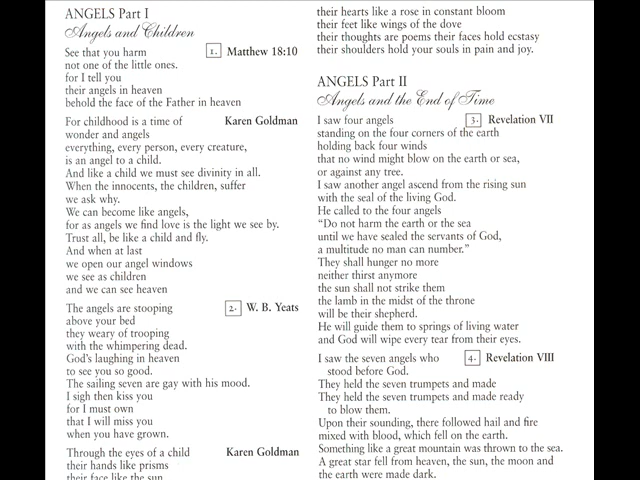 ANGELS Part I
Angels and Children
See that you harm 1. Matthew 18:10
not one of the little ones.
for I tell you
their angels in heaven
behold the face of the Father in heaven
For childhood is a time of Karen Goldman
wonder and angels
everything, every person, every creature,
is an angel to a child.
And like a child we must see divinity in all.
When the innocents, the children, suffer
we ask why.
We can become like angels,
for as angels we find love is the light we see by.
Trust all, be like a child and fly.
And when at last
we open our angel windows
we see as children
and we can see heaven
The angels are stooping 2. W. B. Yeats
above your bed
they weary of trooping
with the whimpering dead.
God's laughing in heaven
to see you so good.
The sailing seven are gay with his mood.
I sigh then kiss you
for I must own
that I will miss you
when you have grown.
Through the eyes of a child Karen Goldman
their hands like prisms
their face like the sun
their hearts like a rose in constant bloom
their feet like wings of the dove
their thoughts are poems their faces hold ecstasy
their shoulders hold your souls in pain and joy.
ANGELS Part II
Angels and the End of Time
I saw four angels 3. Revelation VII
standing on the four corners of the earth
holding back four winds
that no wind might blow on the earth or sea,
or against any tree.
I saw another angel ascend from the rising sun
with the seal of the living God.
He called to the four angels
"Do not harm the earth or the sea
until we have sealed the servants of God,
a multitude no man can number."
They shall hunger no more
neither thirst anymore
the sun shall not strike them
the lamb in the midst of the throne
will be their shepherd.
He will guide them to springs of living water
and God will wipe every tear from their eyes.
I saw the seven angels who 4. Revelation VIII
stood before God.
They held the seven trumpets and made
They held the seven trumpets and made ready
to blow them.
Upon their sounding, there followed hail and fire
mixed with blood, which fell on the earth.
Something like a great mountain was thrown to the sea.
A great star fell from heaven, the sun, the moon and
the earth were made dark.